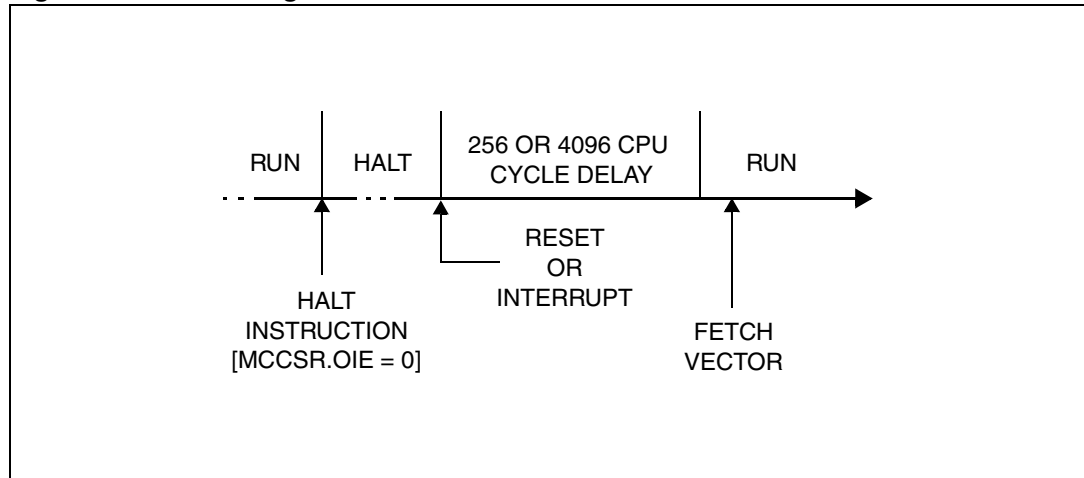 256 OR 4096 CPU
CYCLE DELAY
RUN
HALT
RUN
RESET
OR
INTERRUPT
HALT
INSTRUCTION
[MCCSR.OIE = 0]
FETCH
VECTOR